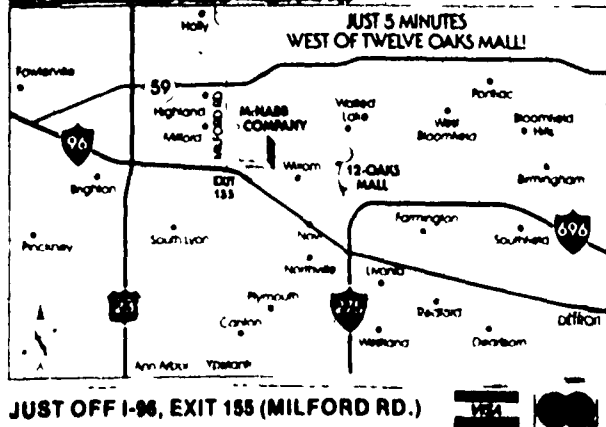 JUST 5 MINUTES
WEST OF TWELVE OAKS MALL!
Holly
Fowlerville
59
Pontiac
Highland
MILFORD RD
McNABB
COMPANY
Walled
Lake
West
Bloomfield
Bloomfield
Hills
Milford
96
Wixom
12-OAKS
MALL
Birmingham
Brighton
EXIT
155
Farmington
696
Pinckney
South Lyon
Novi
Southfield
Northville
Livonia
23
Plymouth
275
Redford
DETROIT
Canton
Westland
Dearborn
Ann Arbor
Ypsilanti
JUST OFF I-96, EXIT 155 (MILFORD RD.)
VISA